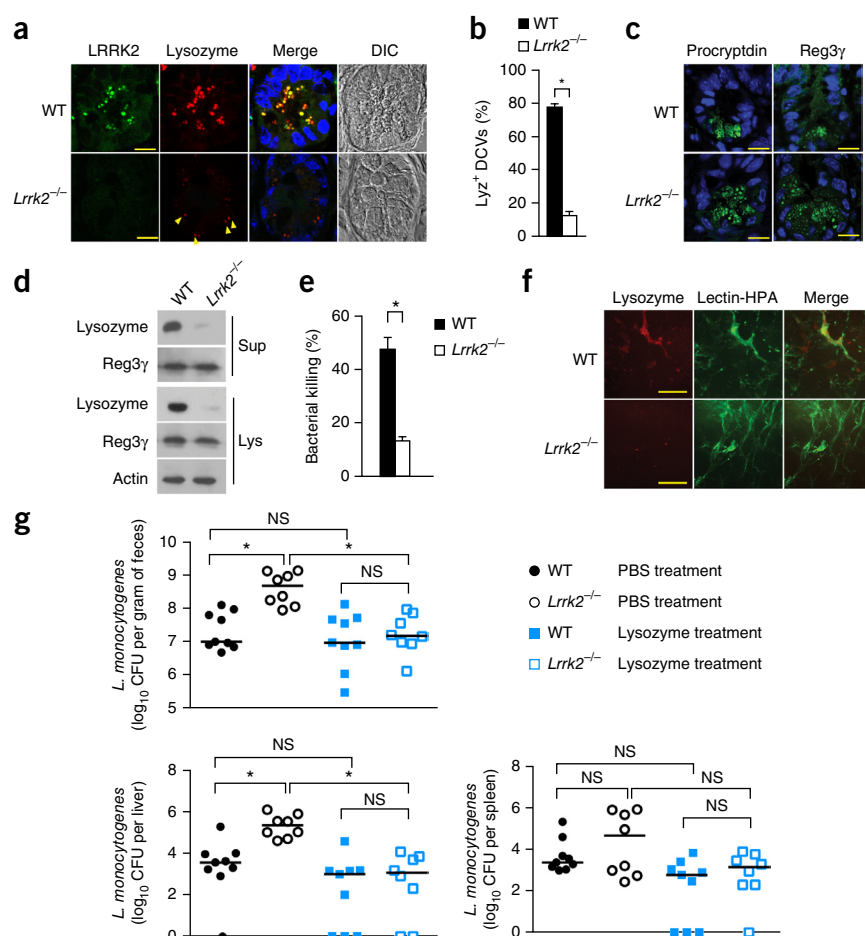 a
LRRK2 Lysozyme Merge DIC
WT
Lrrk2–/–
b
WT
Lrrk2–/–
*
Lyz+ DCVs (%)
80
60
40
20
0
c
Procryptdin Reg3γ
WT
Lrrk2–/–
d
WT Lrrk2–/–
Lysozyme
Reg3γ
Sup
Lysozyme
Reg3γ
Actin
Lys
e
WT
Lrrk2–/–
*
Bacterial killing (%)
60
40
20
0
f
Lysozyme Lectin-HPA Merge
WT
Lrrk2–/–
g
NS
* *
NS
L. monocytogenes
(log10 CFU per gram of feces)
10
9
8
7
6
5
WT PBS treatment
Lrrk2–/– PBS treatment
WT Lysozyme treatment
Lrrk2–/– Lysozyme treatment
NS
* *
NS
L. monocytogenes
(log10 CFU per liver)
8
6
4
2
0
NS
NS NS
NS
L. monocytogenes
(log10 CFU per spleen)
8
6
4
2
0